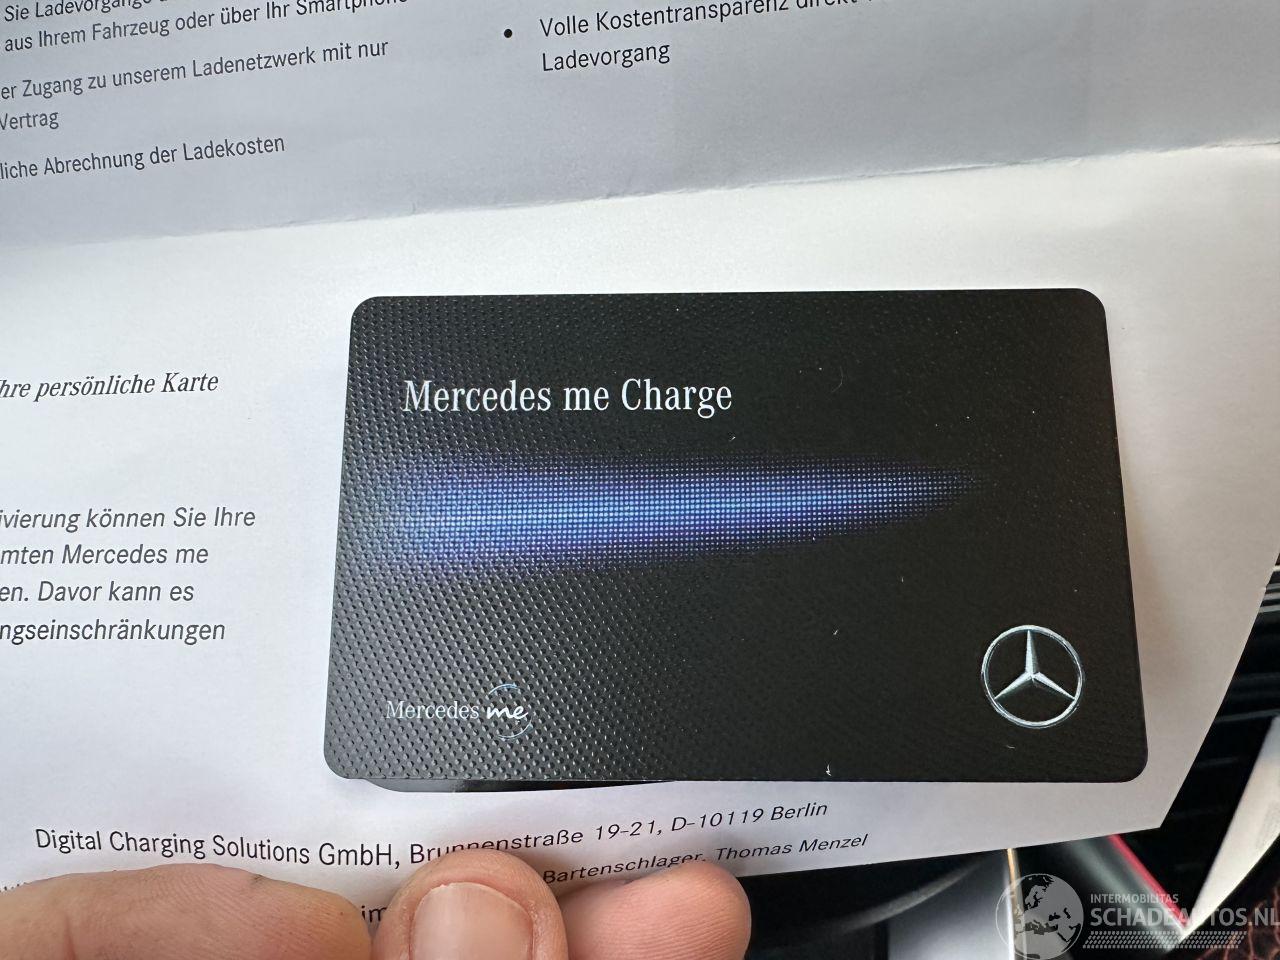 Sie Ladevorgänge
aus Ihrem Fahrzeug oder über Ihr Smartphone
er Zugang zu unserem Ladenetzwerk mit nur
Vertrag
liche Abrechnung der Ladekosten
• Volle Kostentransparenz direkt
Ladevorgang
hre persönliche Karte
ivierung können Sie Ihre
mten Mercedes me
en. Davor kann es
ngseinschränkungen
Mercedes me Charge
Mercedes me
Digital Charging Solutions GmbH, Brunnenstraße 19-21, D-10119 Berlin
Bartenschlager, Thomas Menzel
INTERMOBILITAS
SCHADEAUTOS.NL